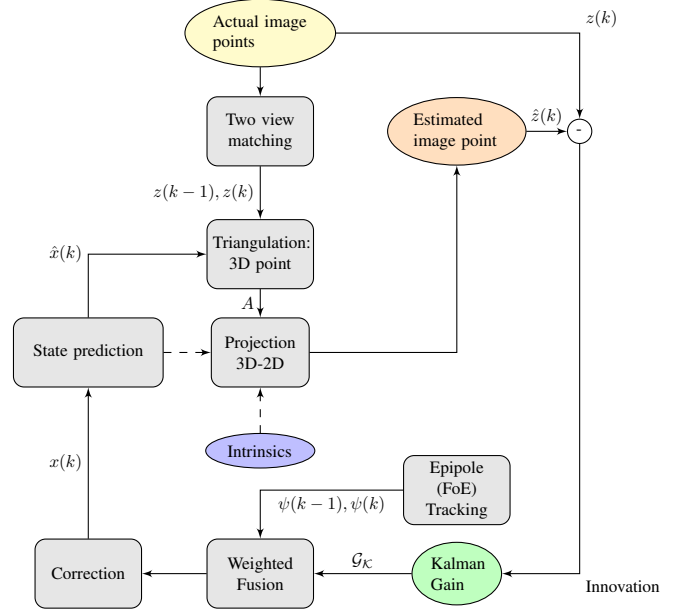 Actual image
points
z(k)
Two view
matching
Estimated
image point
ẑ(k)
-
z(k − 1), z(k)
x̂(k)
Triangulation:
3D point
A
State prediction
Projection
3D-2D
Intrinsics
x(k)
Epipole
(FoE)
Tracking
ψ(k − 1), ψ(k)
Correction
Weighted
Fusion
𝒢_𝒦
Kalman
Gain
Innovation